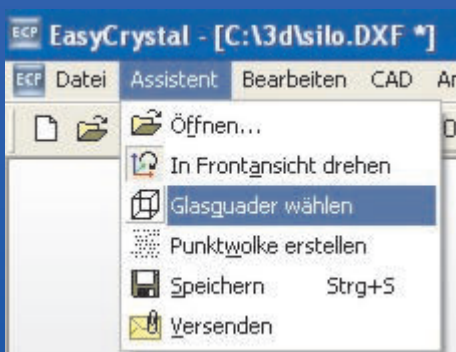 ECP EasyCrystal - [C:\3d\silo.DXF *]
ECP Datei Assistent Bearbeiten CAD
Öffnen...
In Frontansicht drehen
Glasquader wählen
Punktwolke erstellen
Speichern Strg+S
Versenden